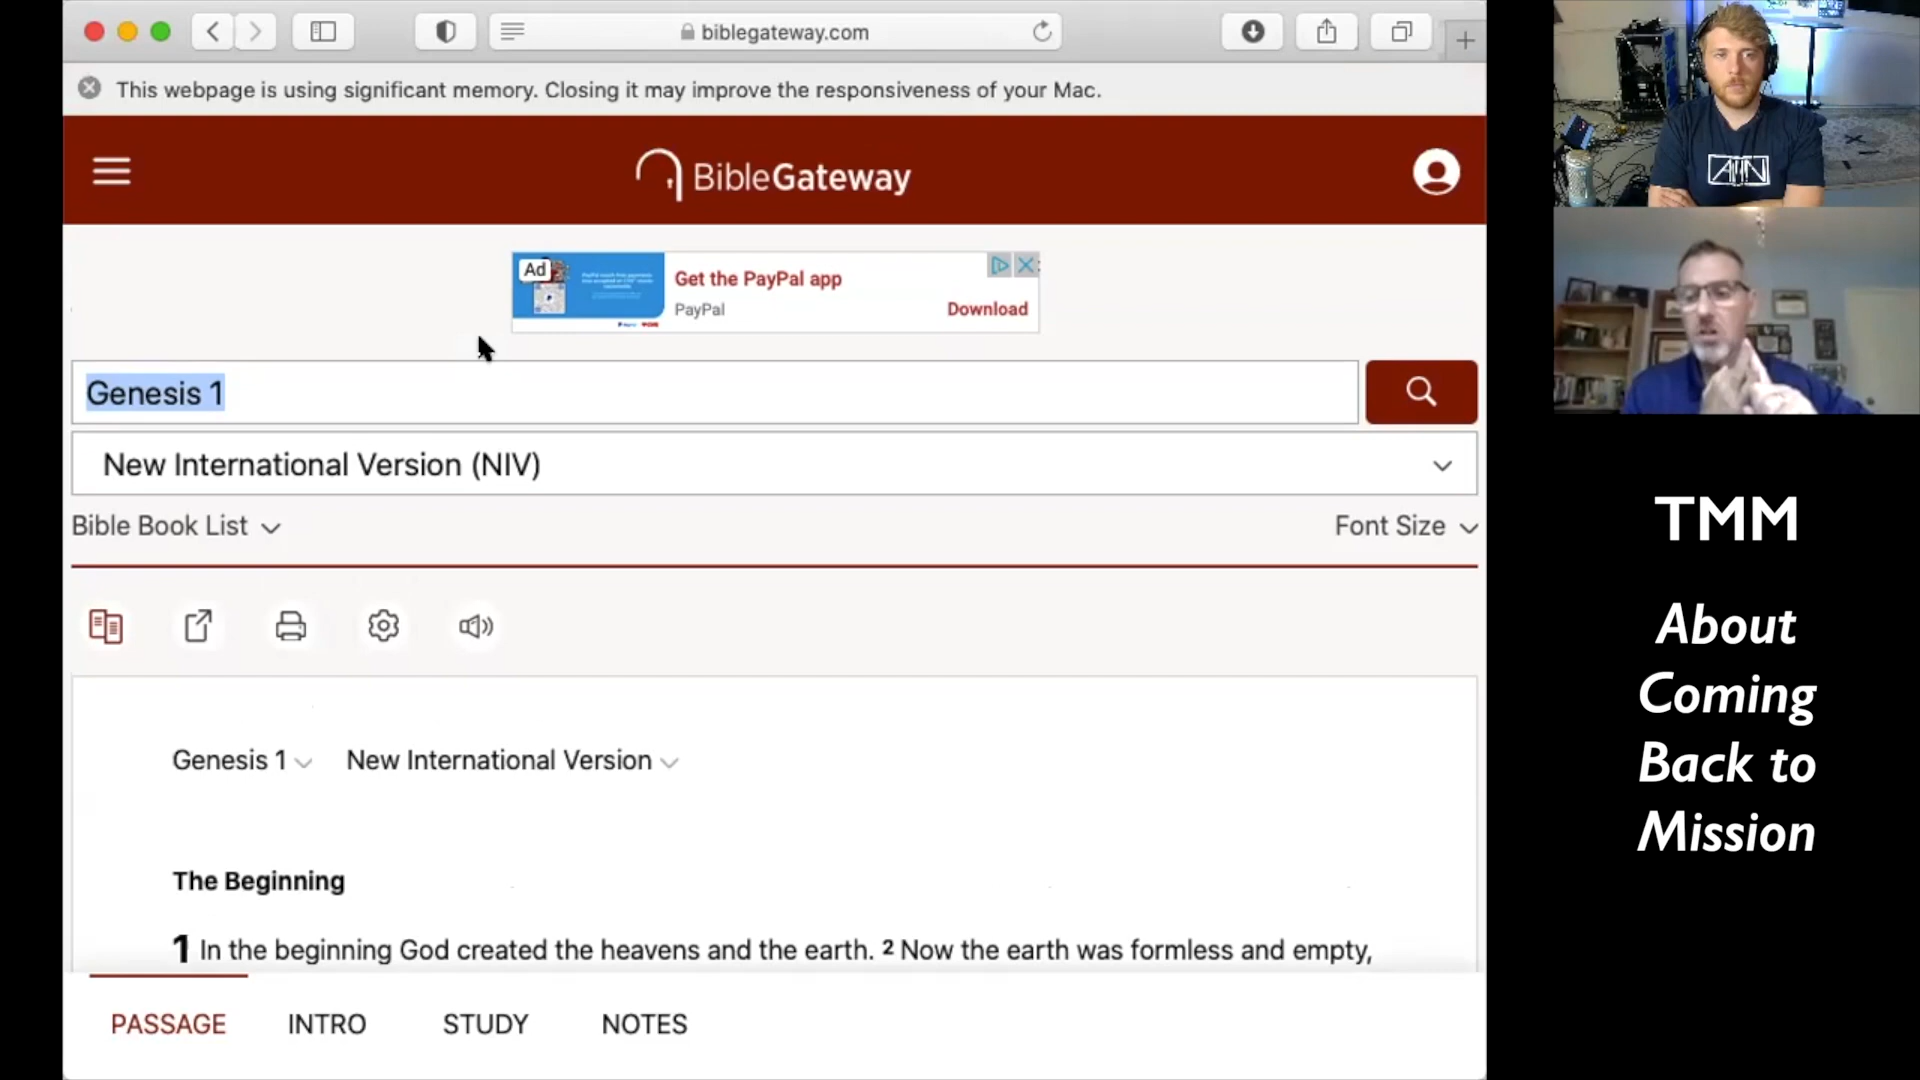 biblegateway.com
This webpage is using significant memory. Closing it may improve the responsiveness of your Mac.
BibleGateway
Ad
Get the PayPal app
PayPal
Download
Genesis 1
New International Version (NIV)
Bible Book List
Font Size
Genesis 1
New International Version
The Beginning
1 In the beginning God created the heavens and the earth. 2 Now the earth was formless and empty,
PASSAGE
INTRO
STUDY
NOTES
TMM
About
Coming
Back to
Mission